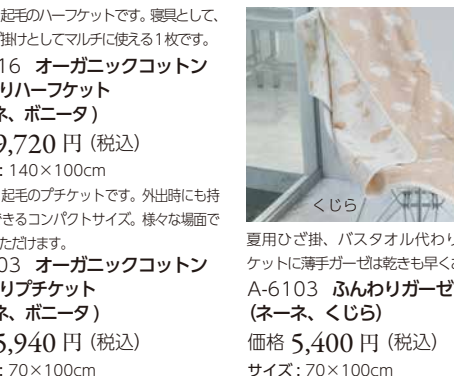 起毛のハーフケットです。寝具として、
掛けとしてマルチに使える1枚です。
16 オーガニックコットン
りハーフケット
ネ、ボニータ)
9,720 円(税込)
: 140×100cm
起毛のプチケットです。外出時にも持
できるコンパクトサイズ。様々な場面で
ただけます。
03 オーガニックコットン
りプチケット
ネ、ボニータ)
5,940 円(税込)
: 70×100cm
くじら
夏用ひざ掛、バスタオル代わり
ケットに薄手ガーゼは乾きも早く
A-6103 ふんわりガーゼ
(ネーネ、くじら)
価格 5,400 円(税込)
サイズ : 70×100cm